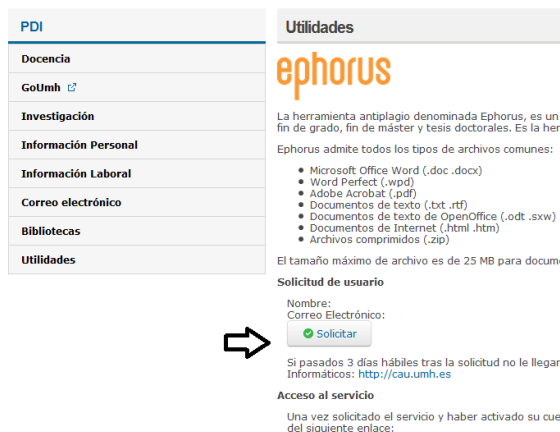 PDI
Docencia
GoUmh
Investigación
Información Personal
Información Laboral
Correo electrónico
Bibliotecas
Utilidades
Utilidades
ephorus
La herramienta antiplagio denominada Ephorus, es un
fin de grado, fin de máster y tesis doctorales. Es la her
Ephorus admite todos los tipos de archivos comunes:
Microsoft Office Word (.doc .docx)
Word Perfect (.wpd)
Adobe Acrobat (.pdf)
Documentos de texto (.txt .rtf)
Documentos de texto de OpenOffice (.odt .sxw)
Documentos de Internet (.html .htm)
Archivos comprimidos (.zip)
El tamaño máximo de archivo es de 25 MB para docume
Solicitud de usuario
Nombre:
Correo Electrónico:
Solicitar
Si pasados 3 días hábiles tras la solicitud no le llegar
Informáticos: http://cau.umh.es
Acceso al servicio
Una vez solicitado el servicio y haber activado su cue
del siguiente enlace: